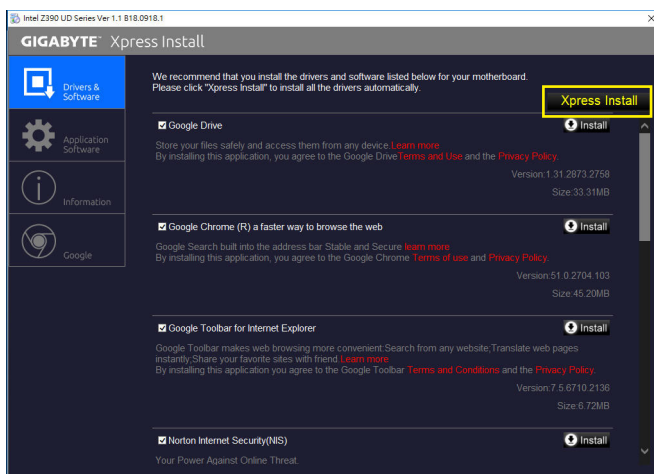 Intel Z390 UD Series Ver 1.1 B18.0918.1
GIGABYTE™ Xpress Install
Drivers &
Software
Application
Software
Information
Google
We recommend that you install the drivers and software listed below for your motherboard.
Please click "Xpress Install" to install all the drivers automatically.
Xpress Install
Google Drive
Install
Store your files safely and access them from any device.Learn more
By installing this application, you agree to the Google DriveTerms and Use and the Privacy Policy.
Version:1.31.2873.2758
Size:33.31MB
Google Chrome (R) a faster way to browse the web
Install
Google Search built into the address bar Stable and Secure learn more
By installing this application, you agree to the Google Chrome Terms of use and Privacy Policy.
Version:51.0.2704.103
Size:45.20MB
Google Toolbar for Internet Explorer
Install
Google Toolbar makes web browsing more convenient:Search from any website;Translate web pages
instantly;Share your favorite sites with friend.Learn more
By installing this application you agree to the Google Toolbar Terms and Conditions and the Privacy Policy.
Version:7.5.6710.2136
Size:6.72MB
Norton Internet Security(NIS)
Install
Your Power Against Online Threat.